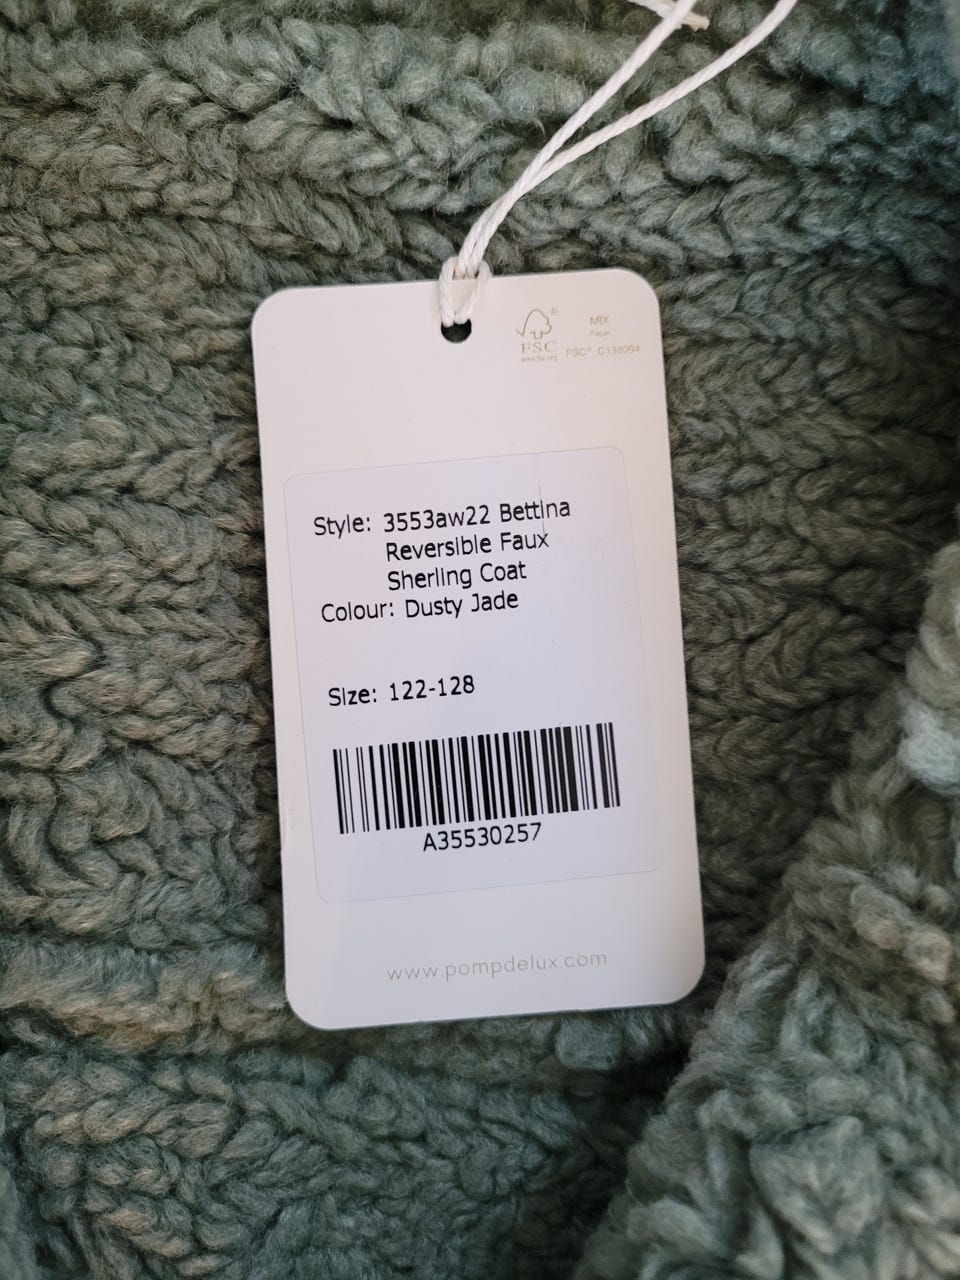 FSC®
www.fsc.org
MIX
Paper
FSC® C138094
Style: 3553aw22 Bettina
Reversible Faux
Sherling Coat
Colour: Dusty Jade
Size: 122-128
A35530257
www.pompdelux.com